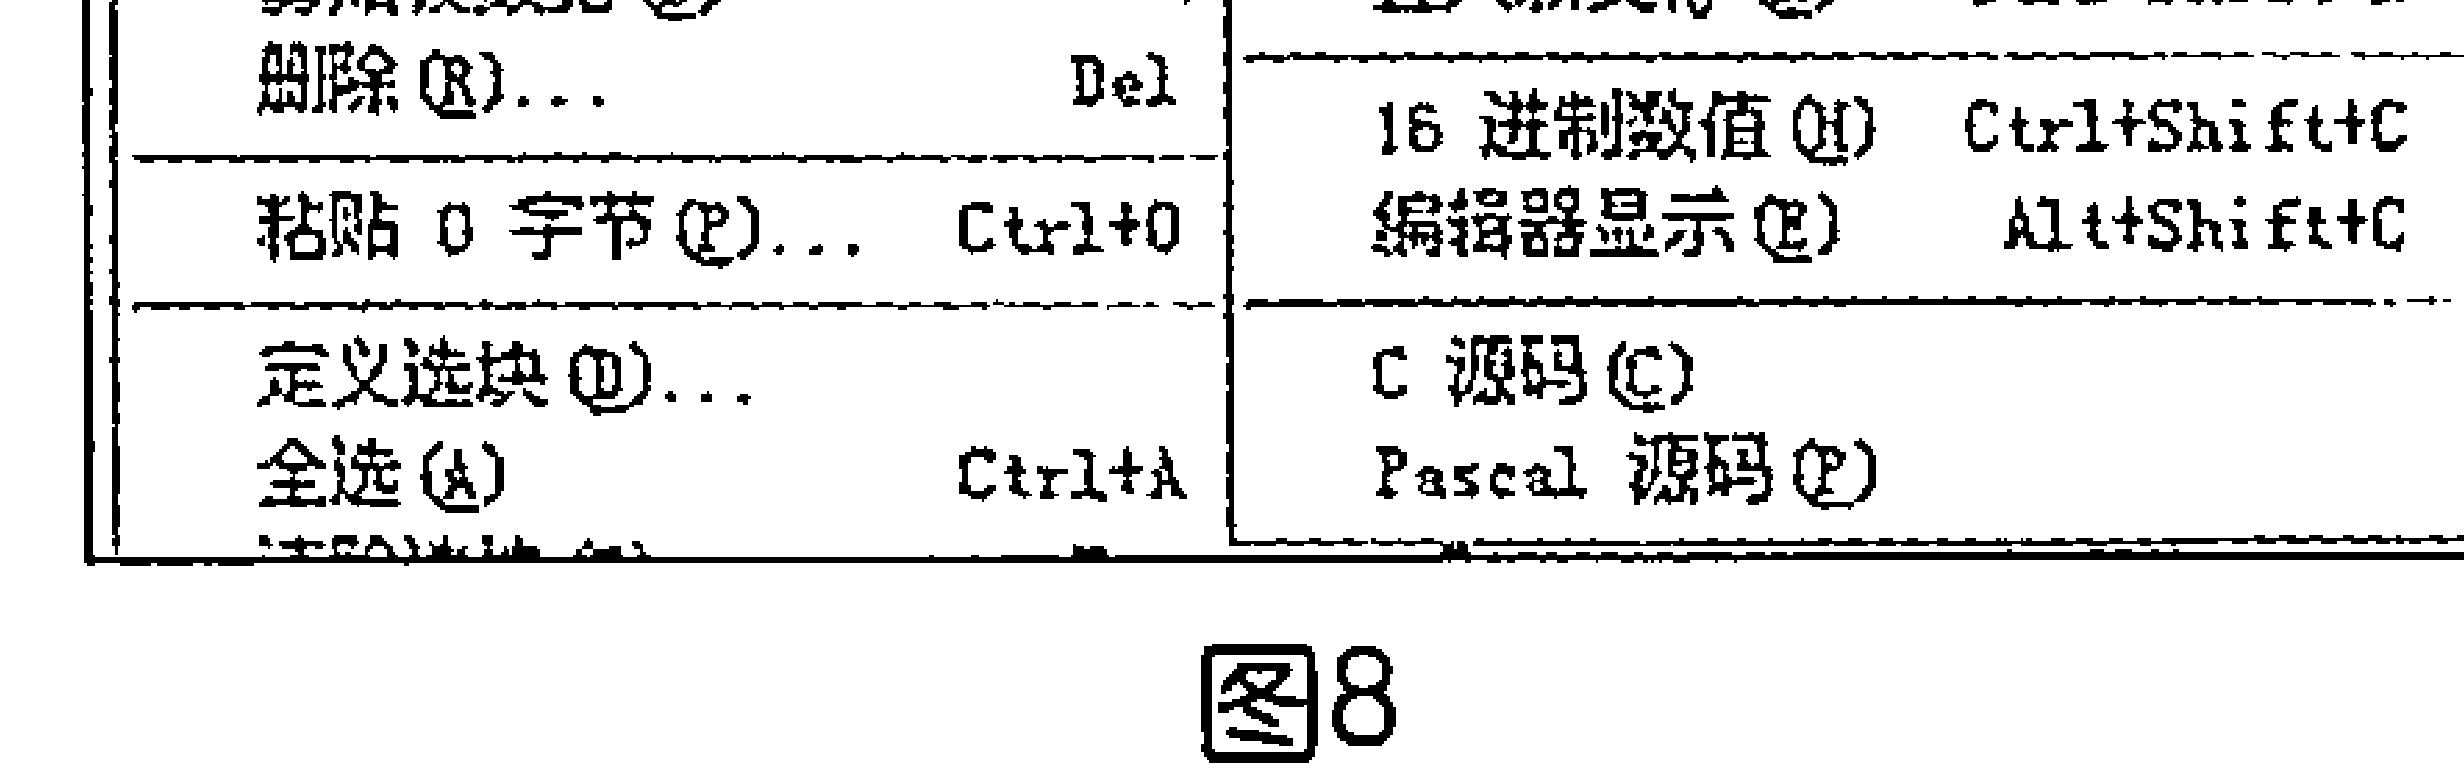 删除(R)... Del
粘贴 0 字节(P)... Ctrl+0
定义选块(D)...
全选(A) Ctrl+A
16 进制数值(H) Ctrl+Shift+C
编辑器显示(E) Alt+Shift+C
C 源码(C)
Pascal 源码(P)
图8